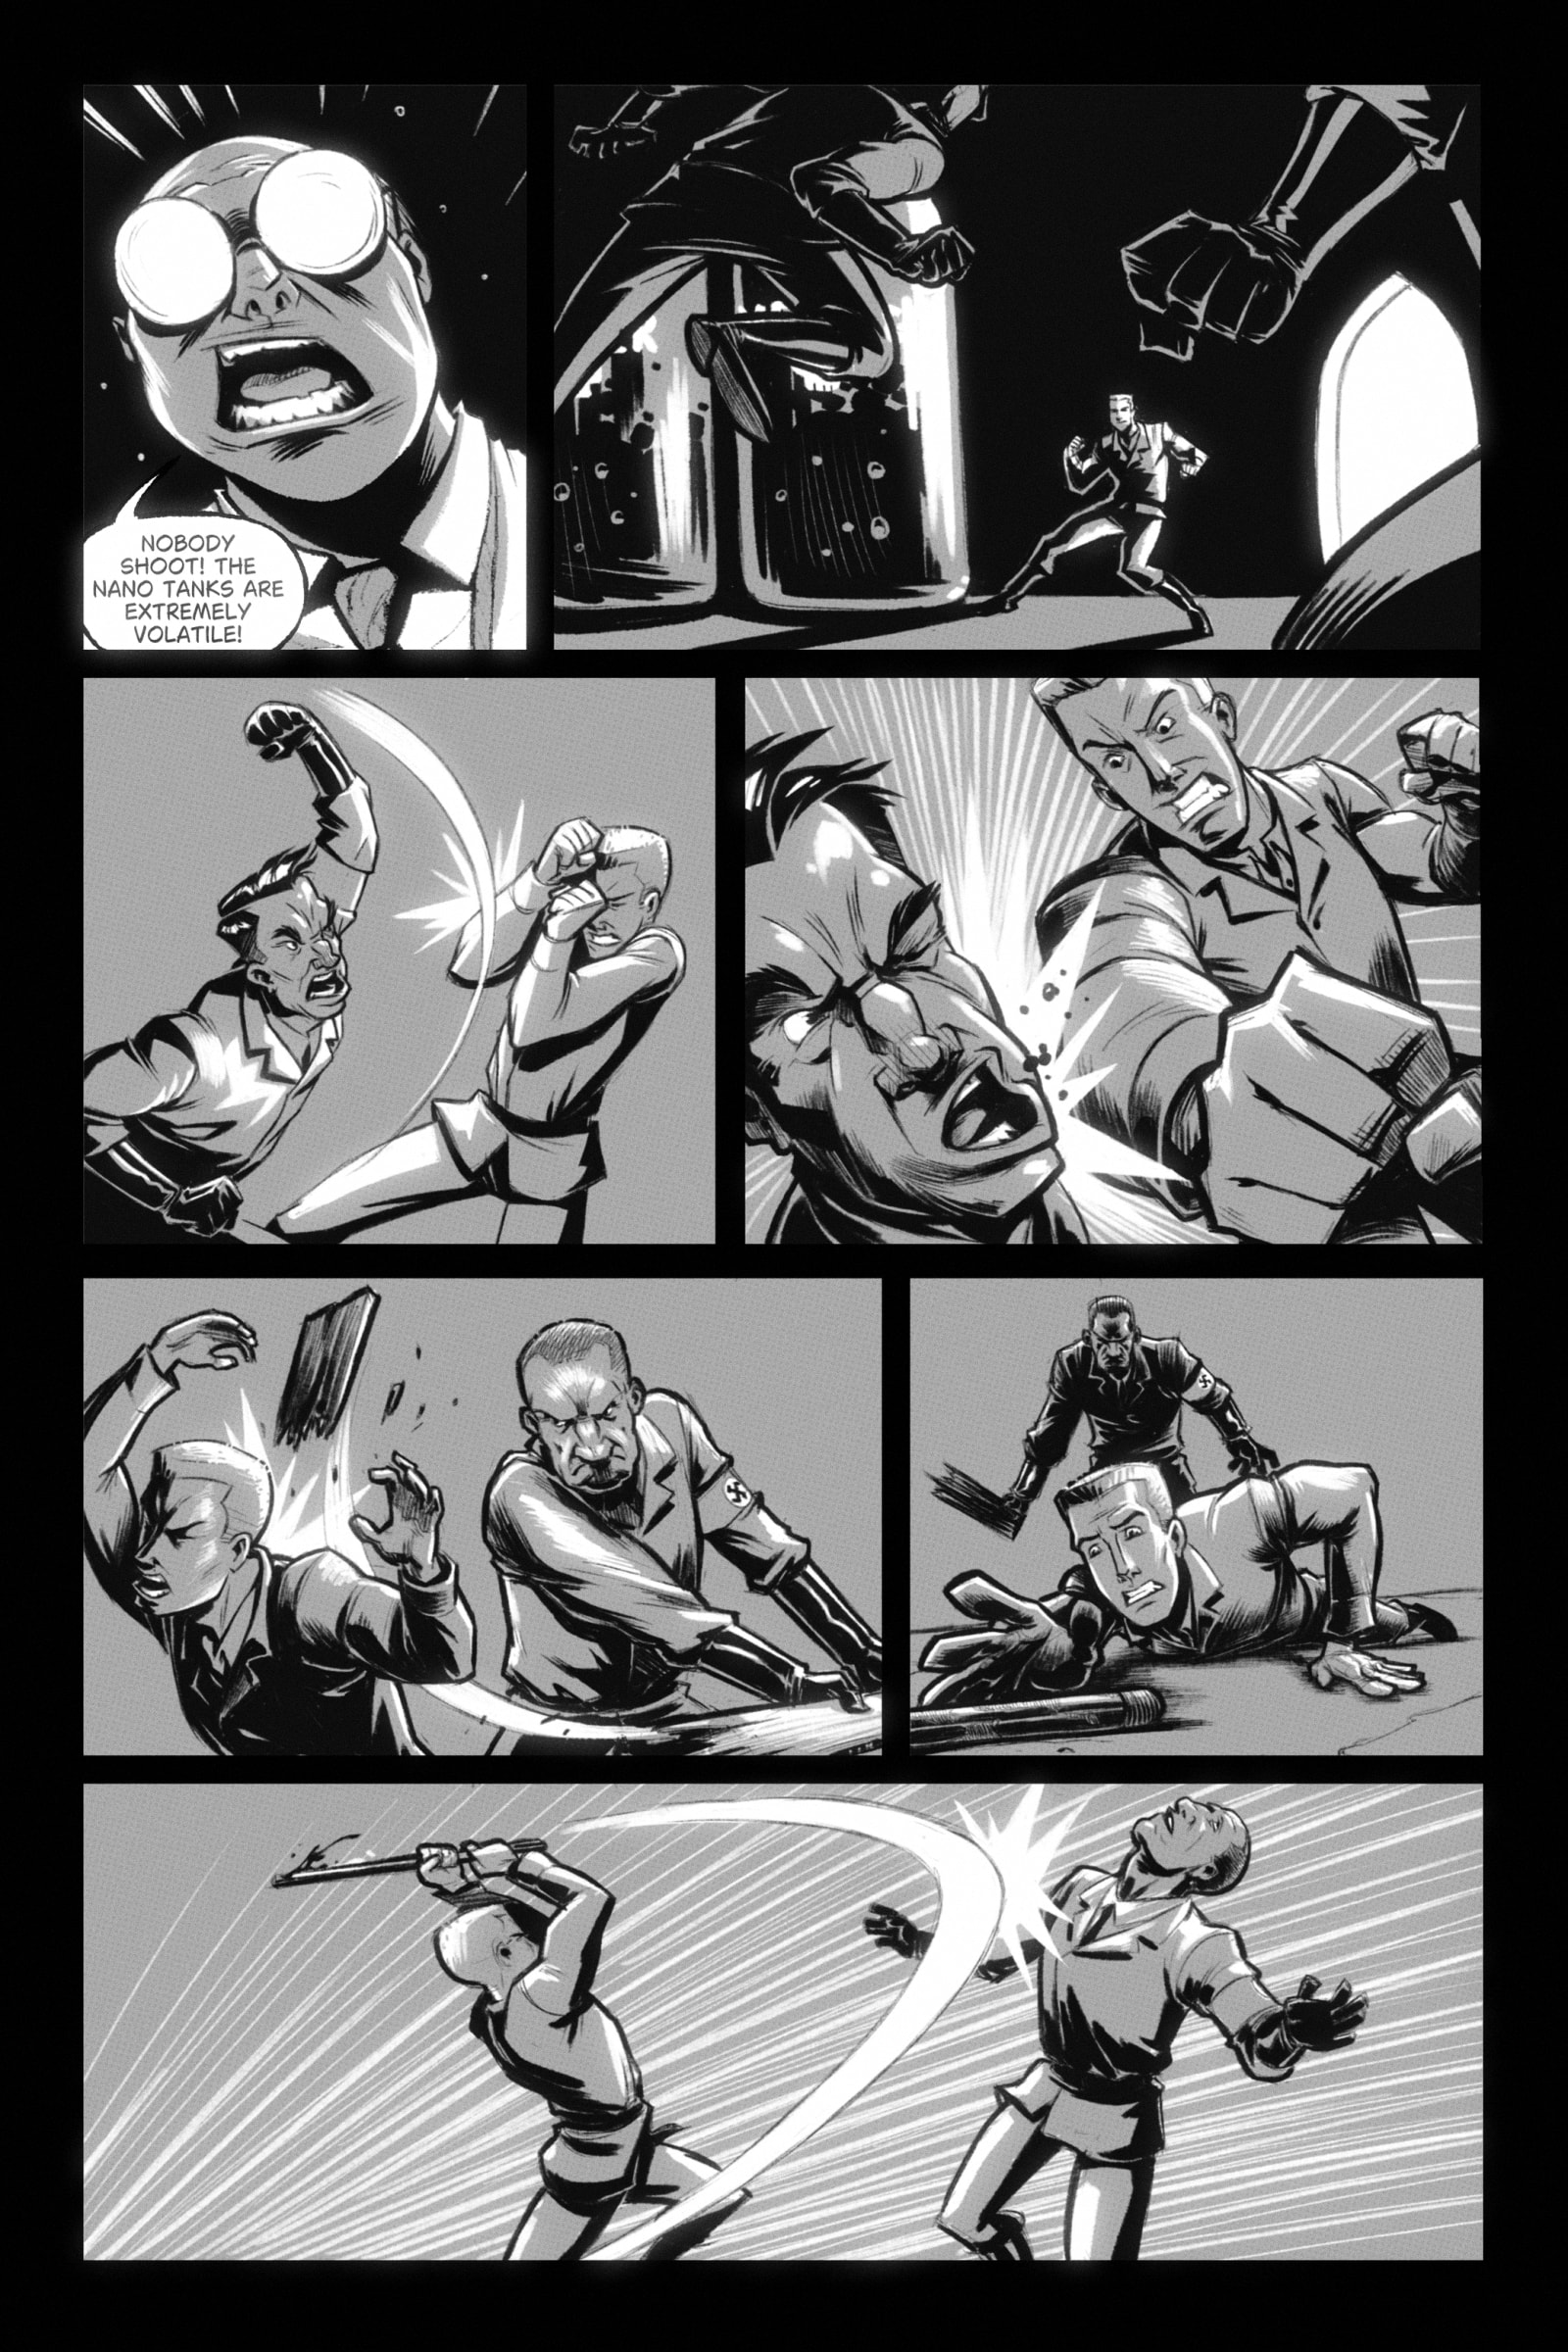 NOBODY
SHOOT! THE
NANO TANKS ARE
EXTREMELY
VOLATILE!